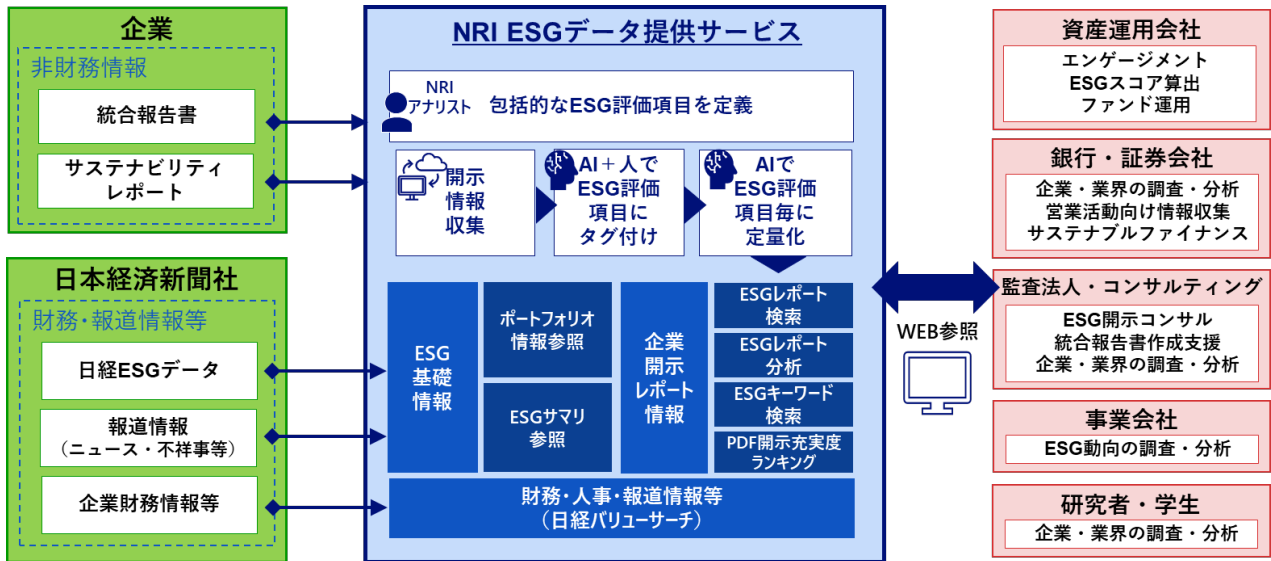 企業
非財務情報
統合報告書
サステナビリティ
レポート
日本経済新聞社
財務・報道情報等
日経ESGデータ
報道情報
（ニュース・不祥事等）
企業財務情報等
NRI ESGデータ提供サービス
NRI
アナリスト
包括的なESG評価項目を定義
開示
情報
収集
AI＋人で
ESG評価
項目に
タグ付け
AIで
ESG評価
項目毎に
定量化
ESG
基礎
情報
ポートフォリオ
情報参照
ESGサマリ
参照
企業
開示
レポート
情報
ESGレポート
検索
ESGレポート
分析
ESGキーワード
検索
PDF開示充実度
ランキング
財務・人事・報道情報等
（日経バリューサーチ）
WEB参照
資産運用会社
エンゲージメント
ESGスコア算出
ファンド運用
銀行・証券会社
企業・業界の調査・分析
営業活動向け情報収集
サステナブルファイナンス
監査法人・コンサルティング
ESG開示コンサル
統合報告書作成支援
企業・業界の調査・分析
事業会社
ESG動向の調査・分析
研究者・学生
企業・業界の調査・分析